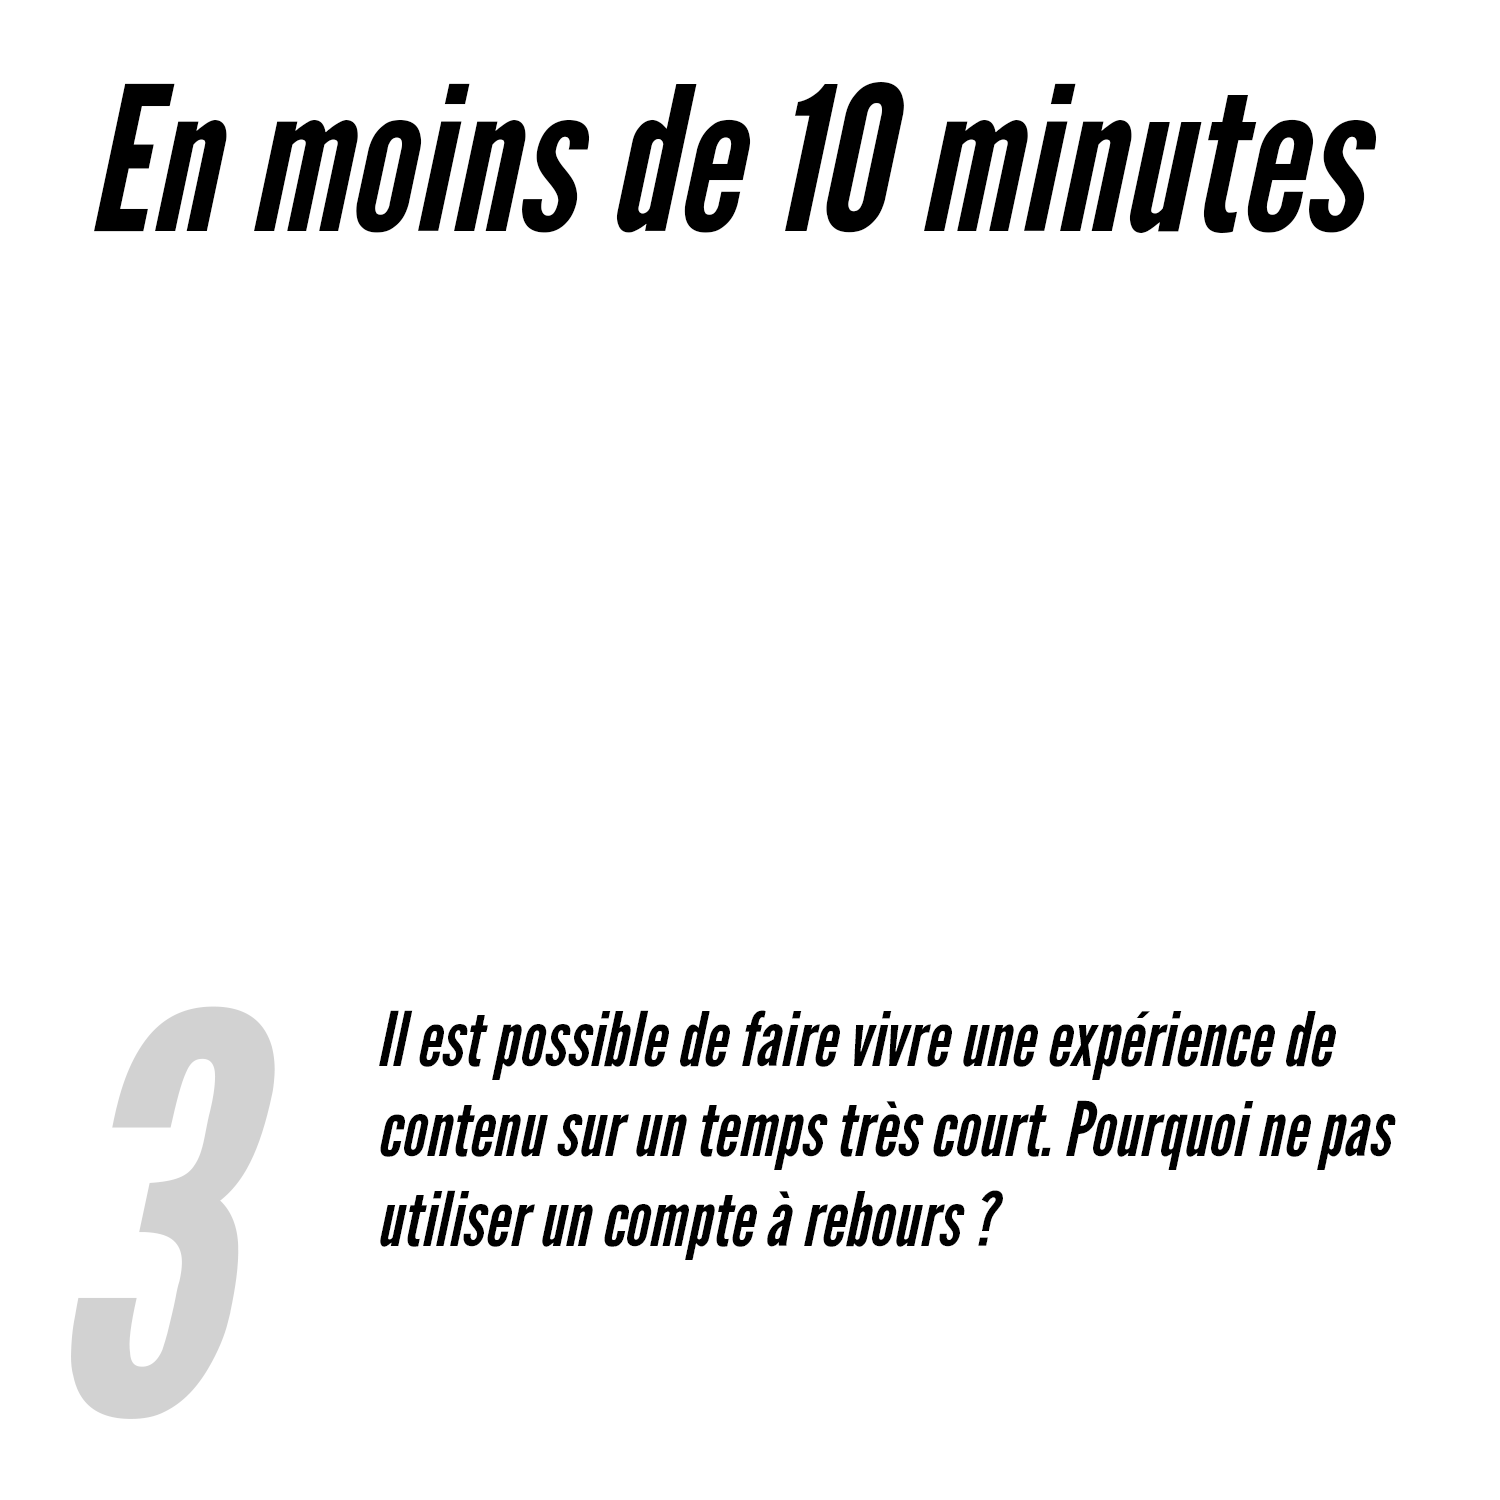 En moins de 10 minutes
3
Il est possible de faire vivre une expérience de
contenu sur un temps très court. Pourquoi ne pas
utiliser un compte à rebours ?